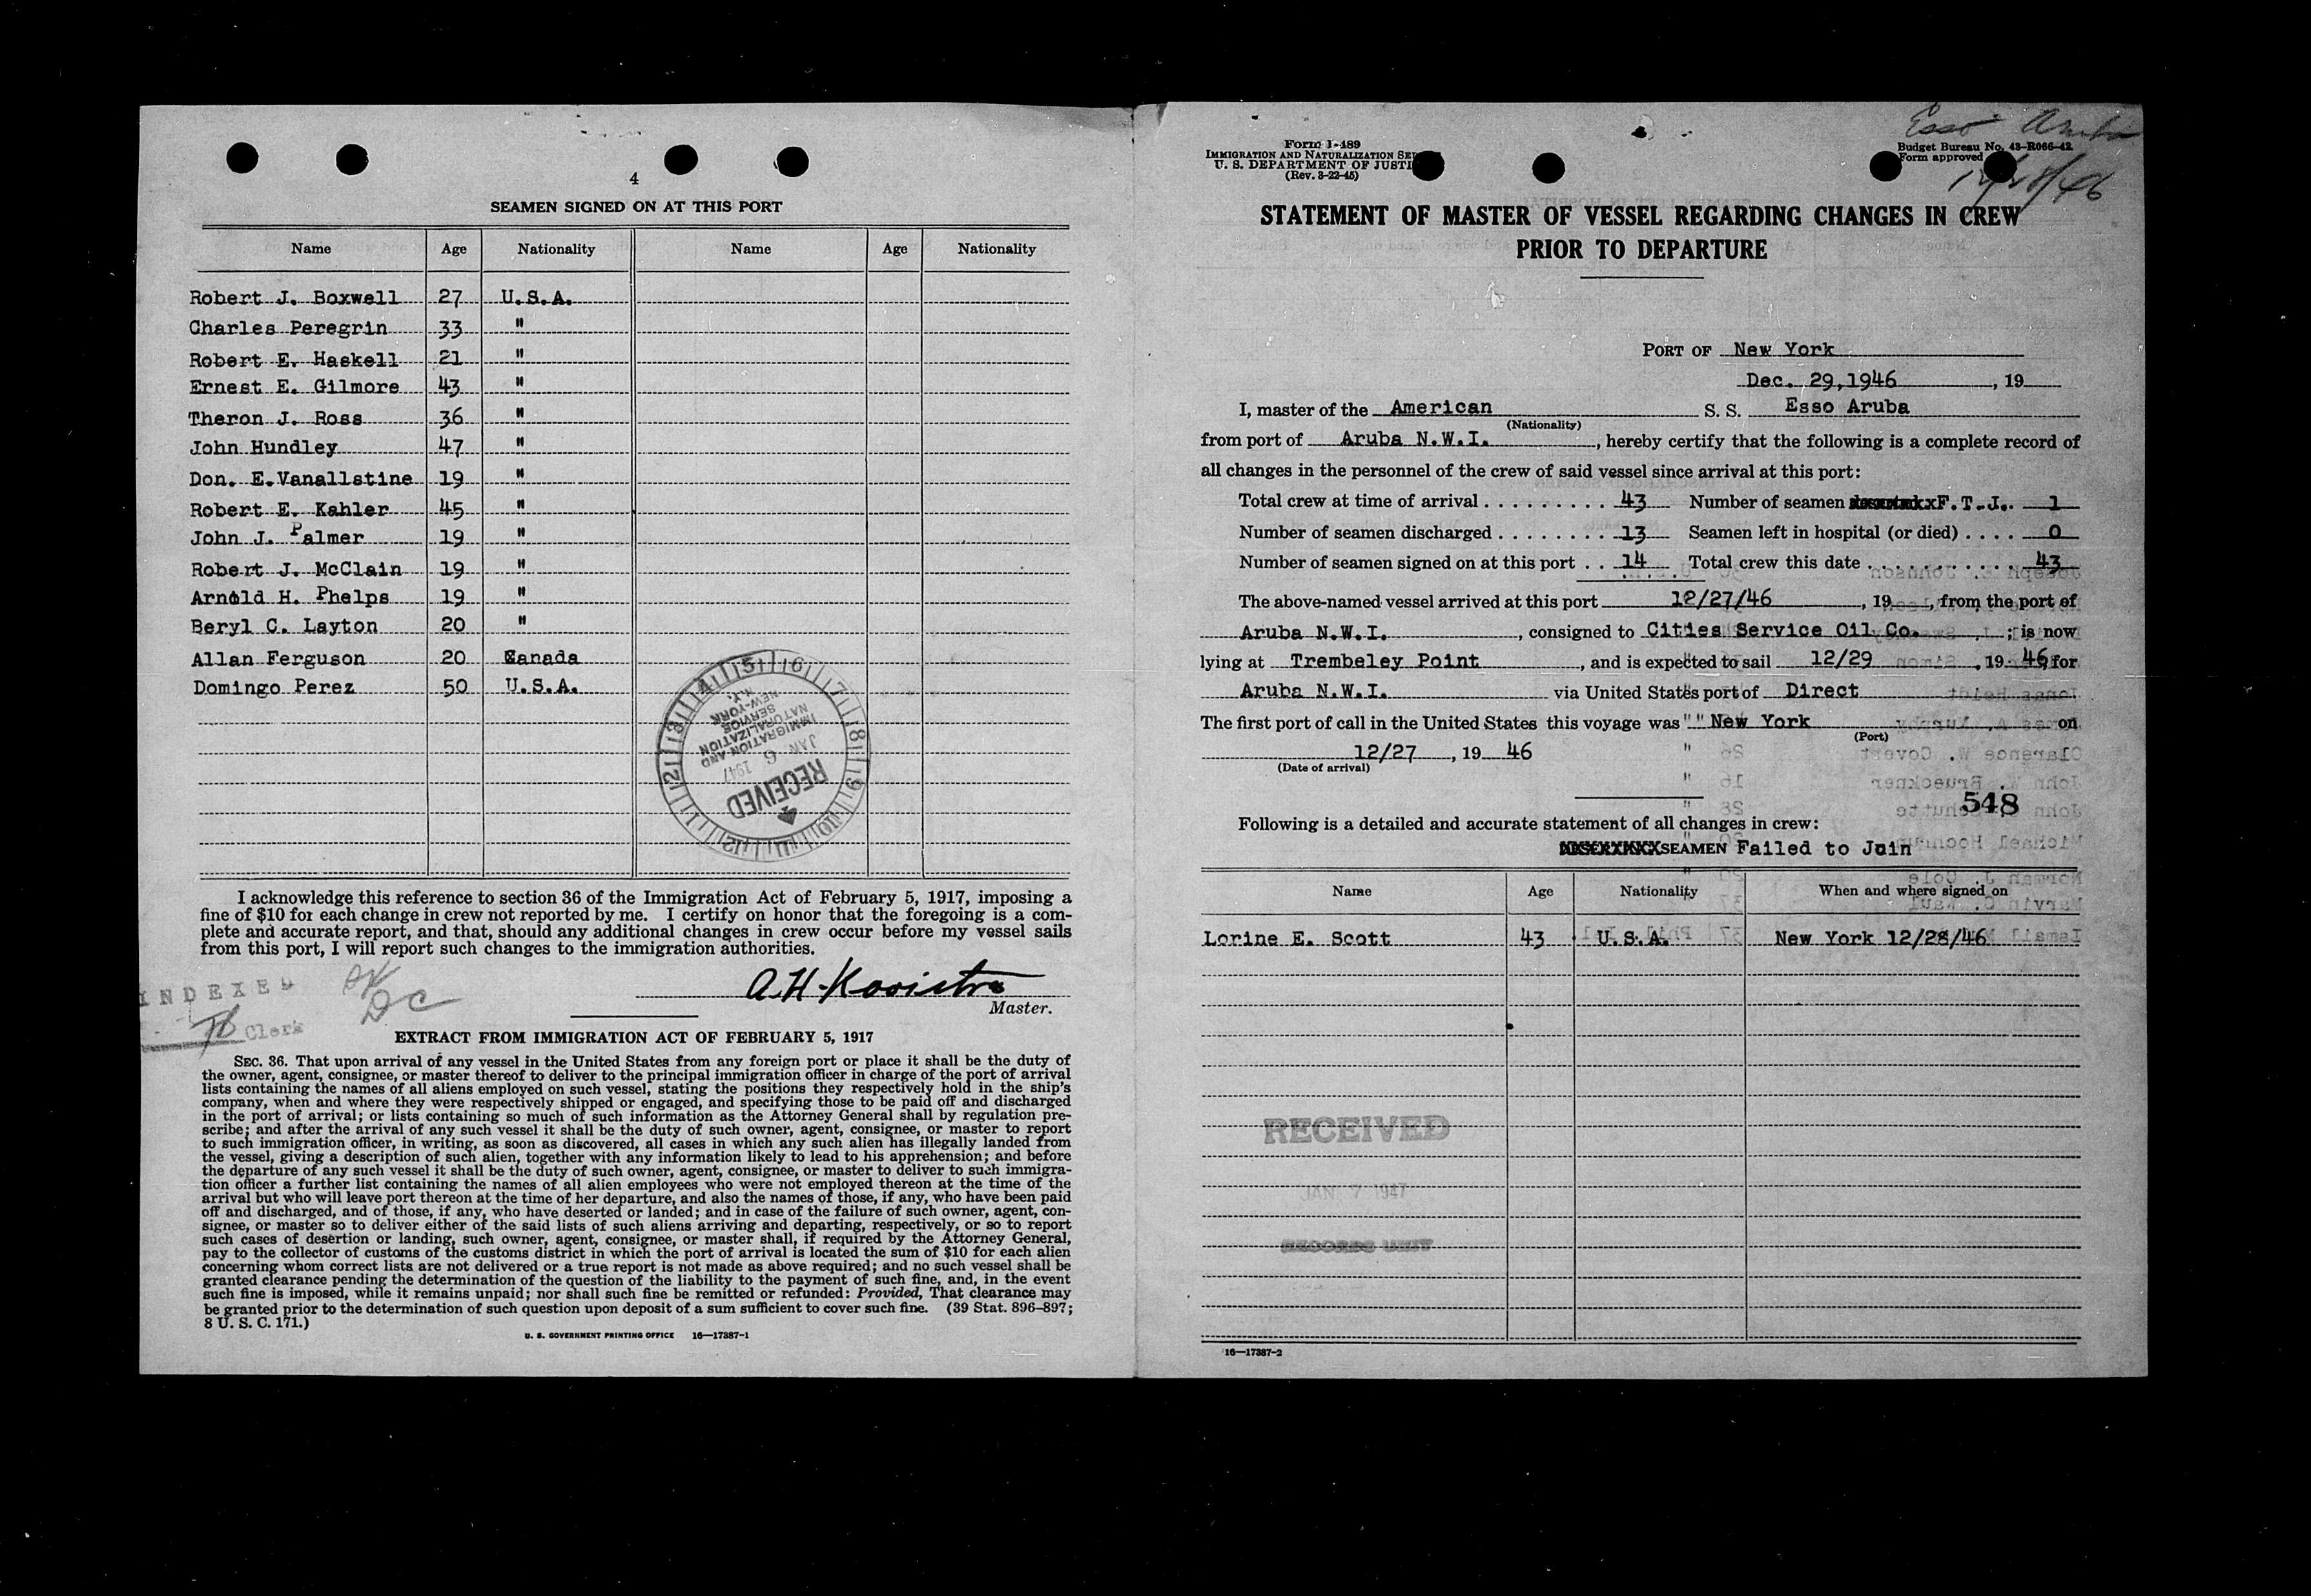 4
SEAMEN SIGNED ON AT THIS PORT
Name Age Nationality Name Age Nationality
Robert J. Boxwell 27 U.S.A.
Charles Peregrin 33 "
Robert E. Haskell 21 "
Ernest E. Gilmore 43 "
Theron J. Ross 36 "
John Hundley 47 "
Don. E.Vanallstine 19 "
Robert E. Kahler 45 "
John J. Palmer 19 "
Robert J. McClain 19 "
Arnold H. Phelps 19 "
Beryl C. Layton 20 "
Allan Ferguson 20 Canada
Domingo Perez 50 U.S.A.
IMMIGRATION AND
NATURALIZATION
SERVICE
NEW-YORK
N.Y.
JAN 6 1947
RECEIVED
I acknowledge this reference to section 36 of the Immigration Act of February 5, 1917, imposing a
fine of $10 for each change in crew not reported by me. I certify on honor that the foregoing is a com-
plete and accurate report, and that, should any additional changes in crew occur before my vessel sails
from this port, I will report such changes to the immigration authorities.
INDEXED
Clerk
A.H. Kooistra
Master.
EXTRACT FROM IMMIGRATION ACT OF FEBRUARY 5, 1917
SEC. 36. That upon arrival of any vessel in the United States from any foreign port or place it shall be the duty of
the owner, agent, consignee, or master thereof to deliver to the principal immigration officer in charge of the port of arrival
lists containing the names of all aliens employed on such vessel, stating the positions they respectively hold in the ship's
company, when and where they were respectively shipped or engaged, and specifying those to be paid off and discharged
in the port of arrival; or lists containing so much of such information as the Attorney General shall by regulation pre-
scribe; and after the arrival of any such vessel it shall be the duty of such owner, agent, consignee, or master to report
to such immigration officer, in writing, as soon as discovered, all cases in which any such alien has illegally landed from
the vessel, giving a description of such alien, together with any information likely to lead to his apprehension; and before
the departure of any such vessel it shall be the duty of such owner, agent, consignee, or master to deliver to such immigra-
tion officer a further list containing the names of all alien employees who were not employed thereon at the time of the
arrival but who will leave port thereon at the time of her departure, and also the names of those, if any, who have been paid
off and discharged, and of those, if any, who have deserted or landed; and in case of the failure of such owner, agent, con-
signee, or master so to deliver either of the said lists of such aliens arriving and departing, respectively, or so to report
such cases of desertion or landing, such owner, agent, consignee, or master shall, if required by the Attorney General,
pay to the collector of customs of the customs district in which the port of arrival is located the sum of $10 for each alien
concerning whom correct lists are not delivered or a true report is not made as above required; and no such vessel shall be
granted clearance pending the determination of the question of the liability to the payment of such fine, and, in the event
such fine is imposed, while it remains unpaid; nor shall such fine be remitted or refunded: Provided, That clearance may
be granted prior to the determination of such question upon deposit of a sum sufficient to cover such fine. (39 Stat. 896-897;
8 U. S. C. 171.)
U. S. GOVERNMENT PRINTING OFFICE 16—17387-1
Esso Aruba
12/28/46
Form I-489
IMMIGRATION AND NATURALIZATION
U. S. DEPARTMENT OF
(Rev. 3-22-45)
Budget Bureau No. 43-R066-42
Form approved
STATEMENT OF MASTER OF VESSEL REGARDING CHANGES IN CREW
PRIOR TO DEPARTURE
PORT OF New York
Dec. 29,1946, 19
I, master of the American S. S. Esso Aruba
(Nationality)
from port of Aruba N.W.I., hereby certify that the following is a complete record of
all changes in the personnel of the crew of said vessel since arrival at this port:
Total crew at time of arrival . . . . . . . . . 43 Number of seamen F.T.J. 1
Number of seamen discharged . . . . . . . . 13 Seamen left in hospital (or died) . . . . 0
Number of seamen signed on at this port . . 14 Total crew this date . . . . . . . . . . . 43
The above-named vessel arrived at this port 12/27/46, 19, from the port of
Aruba N.W.I., consigned to Cities Service Oil Co.; is now
lying at Trembeley Point, and is expected to sail 12/29, 19 46, for
Aruba N.W.I. via United States port of Direct
The first port of call in the United States this voyage was New York on
(Port)
12/27, 19 46
(Date of arrival)
548
Following is a detailed and accurate statement of all changes in crew:
SEAMEN Failed to Join
Name Age Nationality When and where signed on
Lorine E. Scott 43 U.S.A. New York 12/28/46
RECEIVED
JAN 7 1947
RECORDS UNIT
16—17387-2